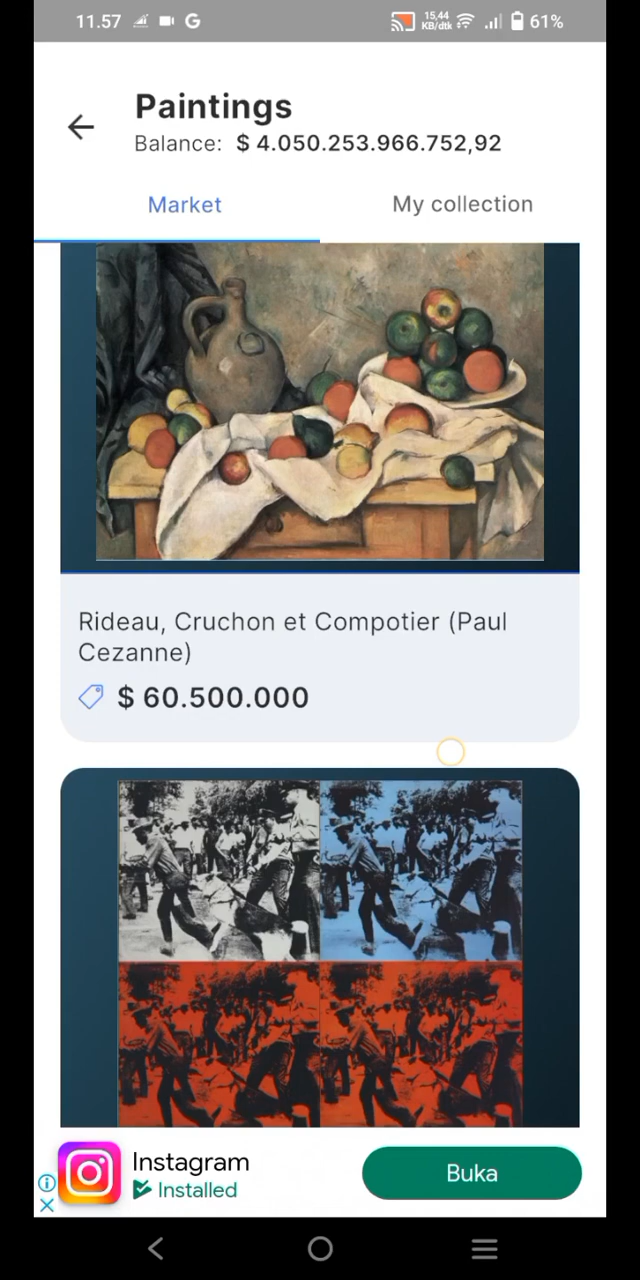 11.57 15,44 KB/dtk 61%
Paintings
Balance: $ 4.050.253.966.752,92
Market My collection
Rideau, Cruchon et Compotier (Paul
Cezanne)
$ 60.500.000
Instagram
Installed
Buka